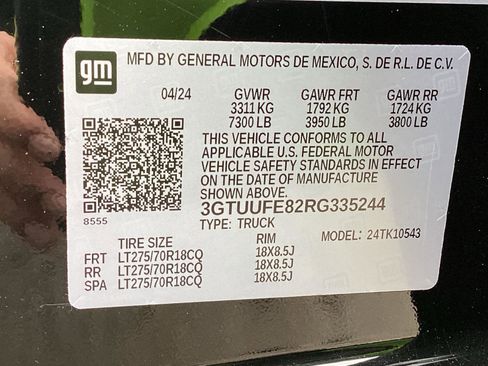 gm
MFD BY GENERAL MOTORS DE MEXICO, S. DE R.L. DE C.V.
04/24 GVWR GAWR FRT GAWR RR
3311 KG 1792 KG 1724 KG
7300 LB 3950 LB 3800 LB
THIS VEHICLE CONFORMS TO ALL
APPLICABLE U.S. FEDERAL MOTOR
VEHICLE SAFETY STANDARDS IN EFFECT
ON THE DATE OF MANUFACTURE
SHOWN ABOVE.
8555
3GTUUFE82RG335244
TYPE: TRUCK
MODEL: 24TK10543
TIRE SIZE RIM
FRT LT275/70R18CQ 18X8.5J
RR LT275/70R18CQ 18X8.5J
SPA LT275/70R18CQ 18X8.5J